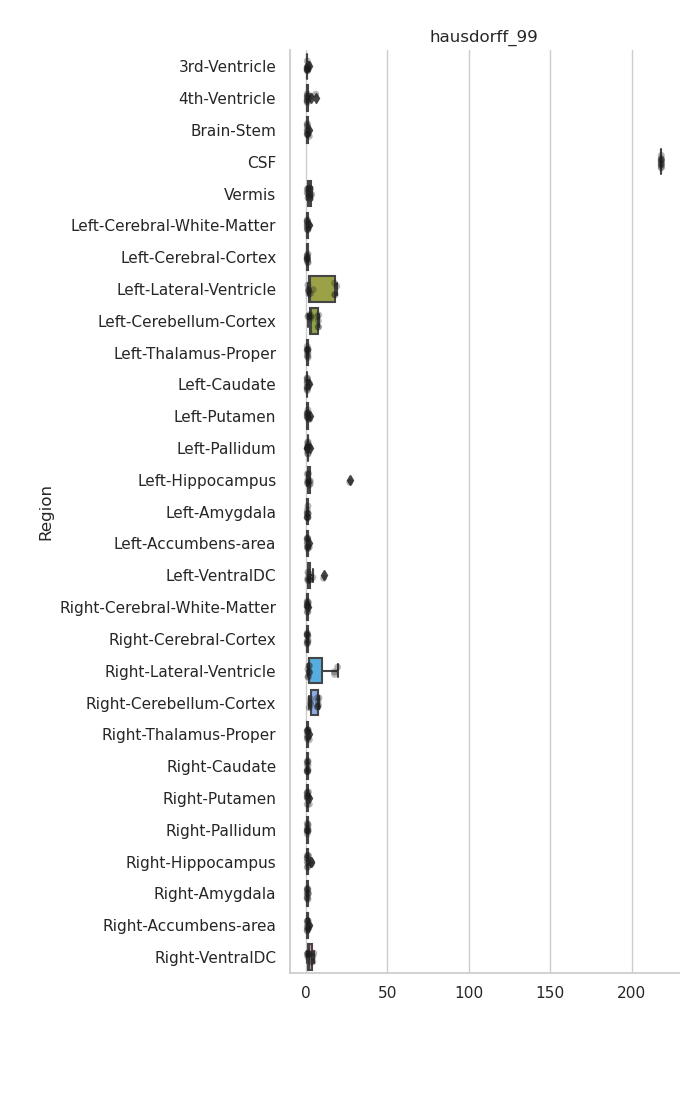 hausdorff_99
3rd-Ventricle
4th-Ventricle
Brain-Stem
CSF
Vermis
Left-Cerebral-White-Matter
Left-Cerebral-Cortex
Left-Lateral-Ventricle
Left-Cerebellum-Cortex
Left-Thalamus-Proper
Left-Caudate
Left-Putamen
Left-Pallidum
Left-Hippocampus
Region
Left-Amygdala
Left-Accumbens-area
Left-VentralDC
Right-Cerebral-White-Matter
Right-Cerebral-Cortex
Right-Lateral-Ventricle
Right-Cerebellum-Cortex
Right-Thalamus-Proper
Right-Caudate
Right-Putamen
Right-Pallidum
Right-Hippocampus
Right-Amygdala
Right-Accumbens-area
Right-VentralDC
0 50 100 150 200